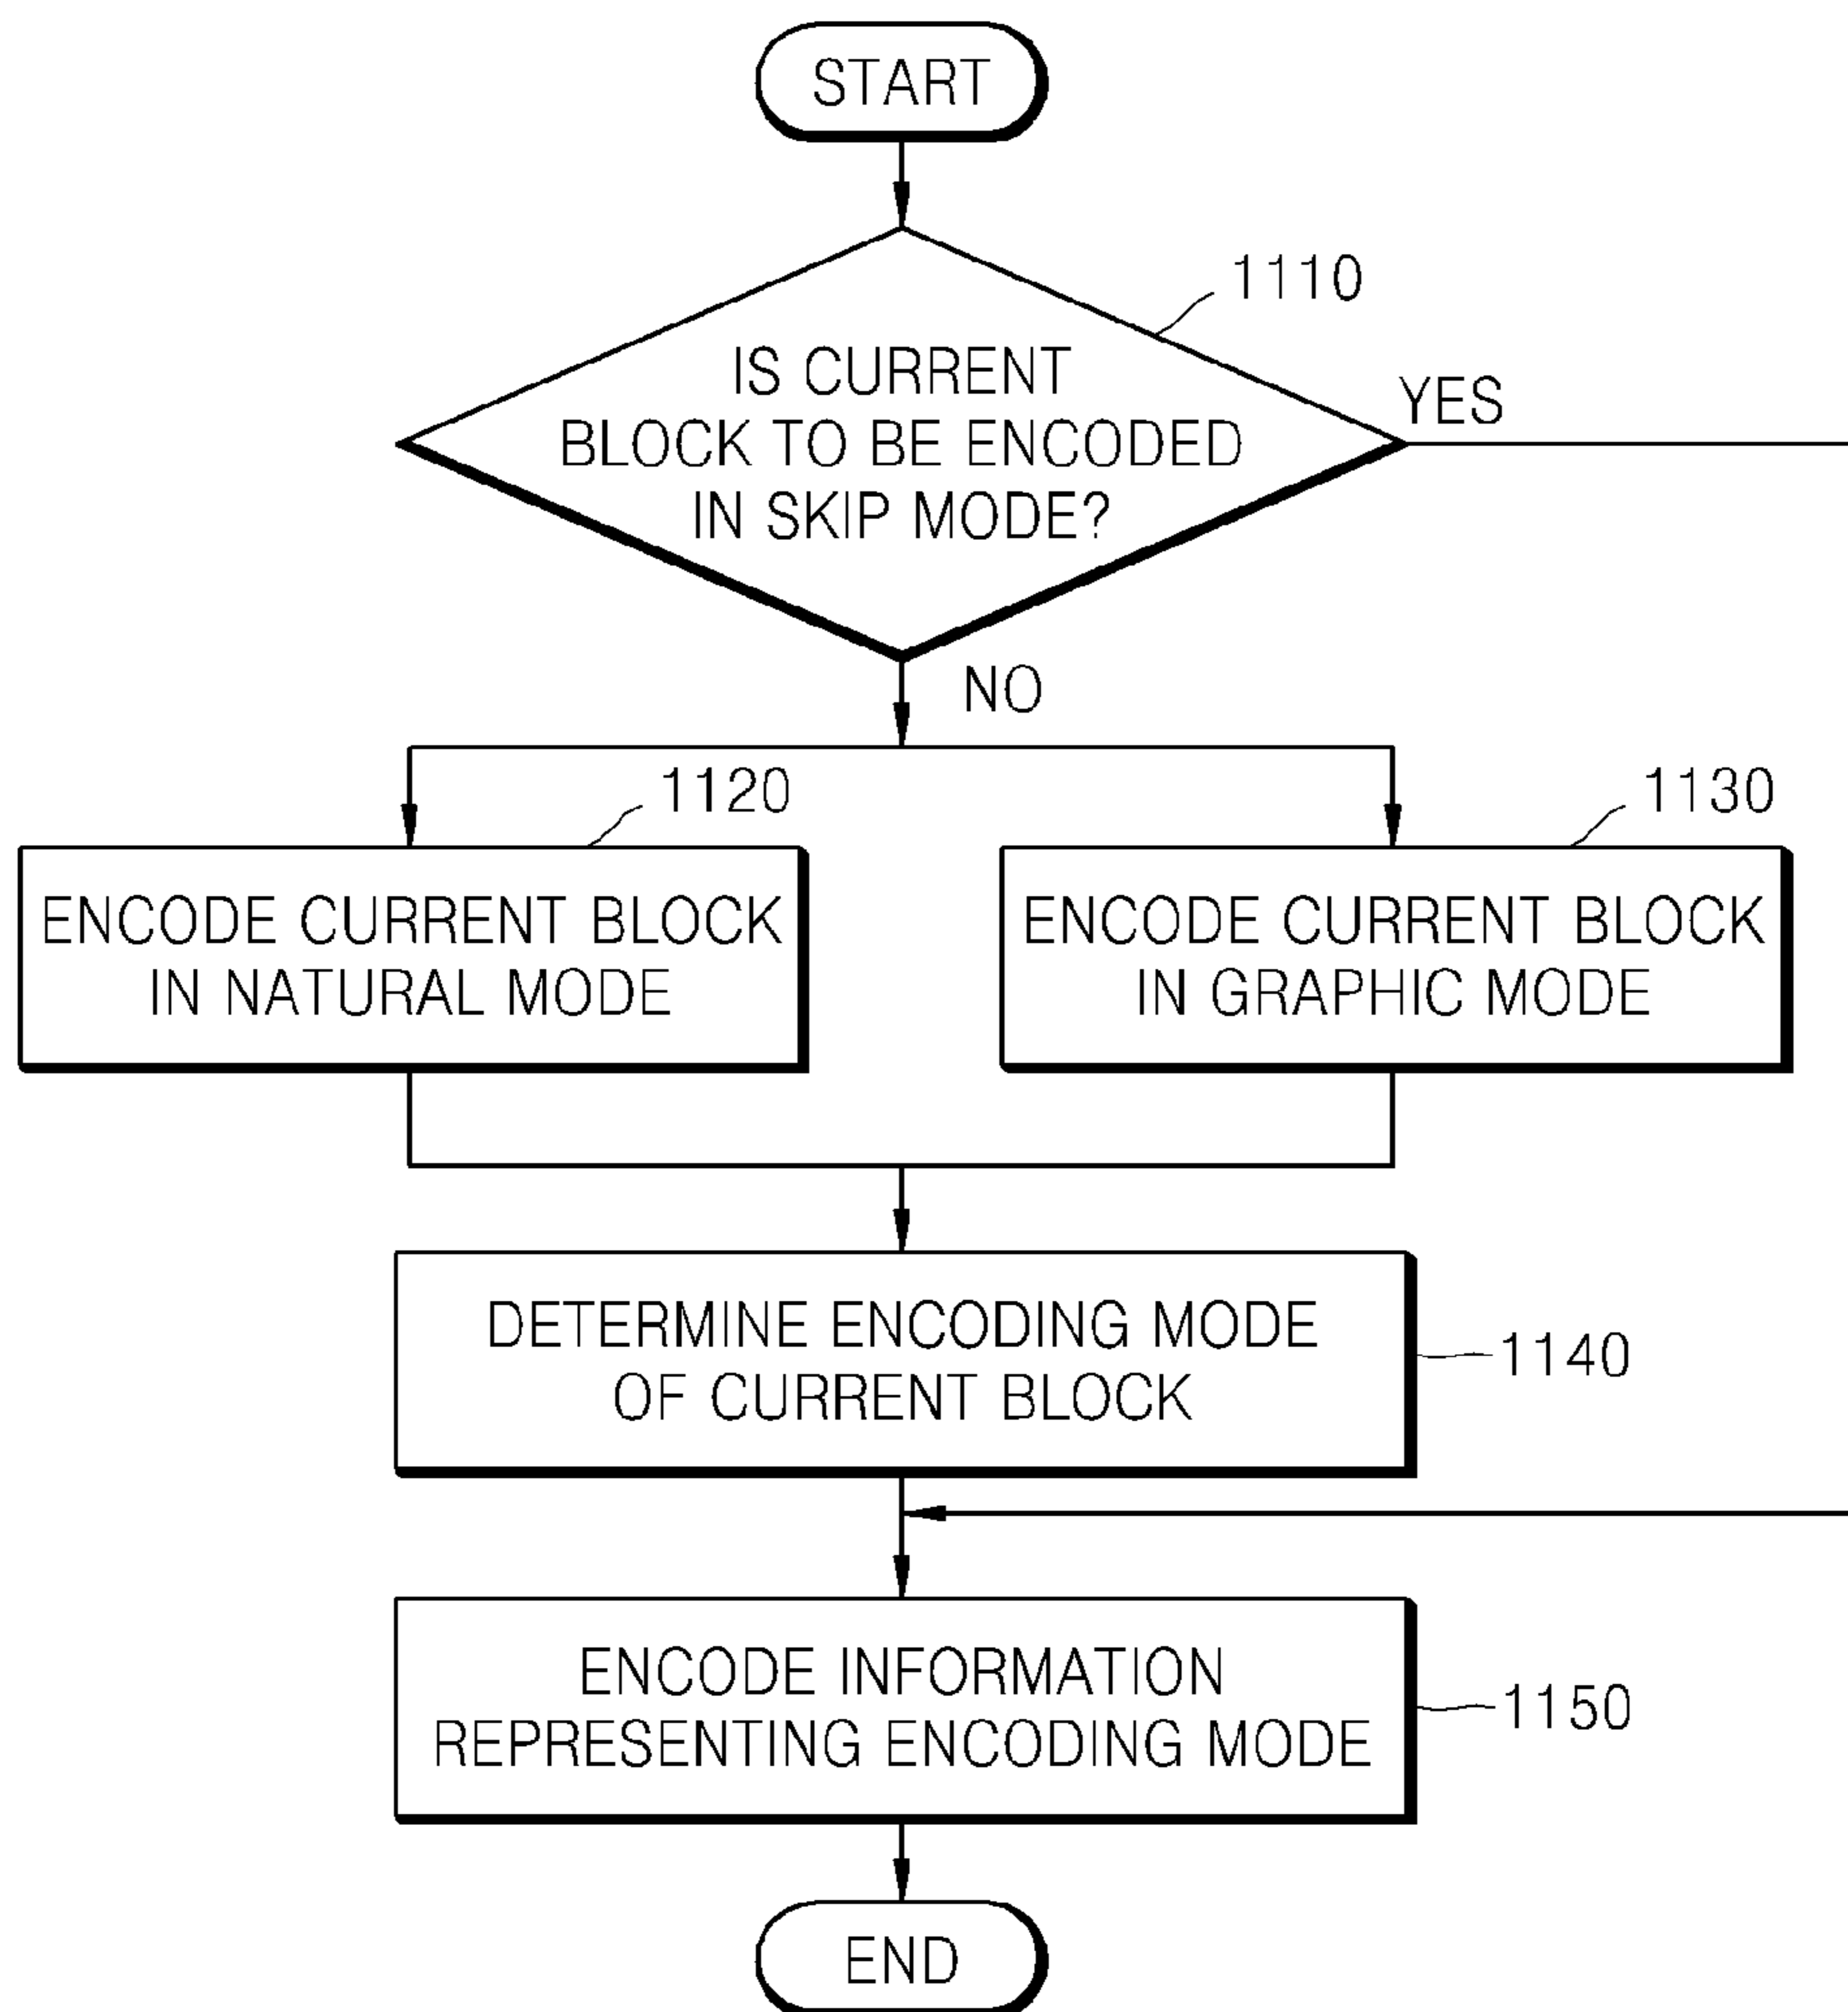 START
1110
IS CURRENT
BLOCK TO BE ENCODED
IN SKIP MODE?
YES
NO
1120
ENCODE CURRENT BLOCK
IN NATURAL MODE
1130
ENCODE CURRENT BLOCK
IN GRAPHIC MODE
DETERMINE ENCODING MODE
OF CURRENT BLOCK
1140
ENCODE INFORMATION
REPRESENTING ENCODING MODE
1150
END